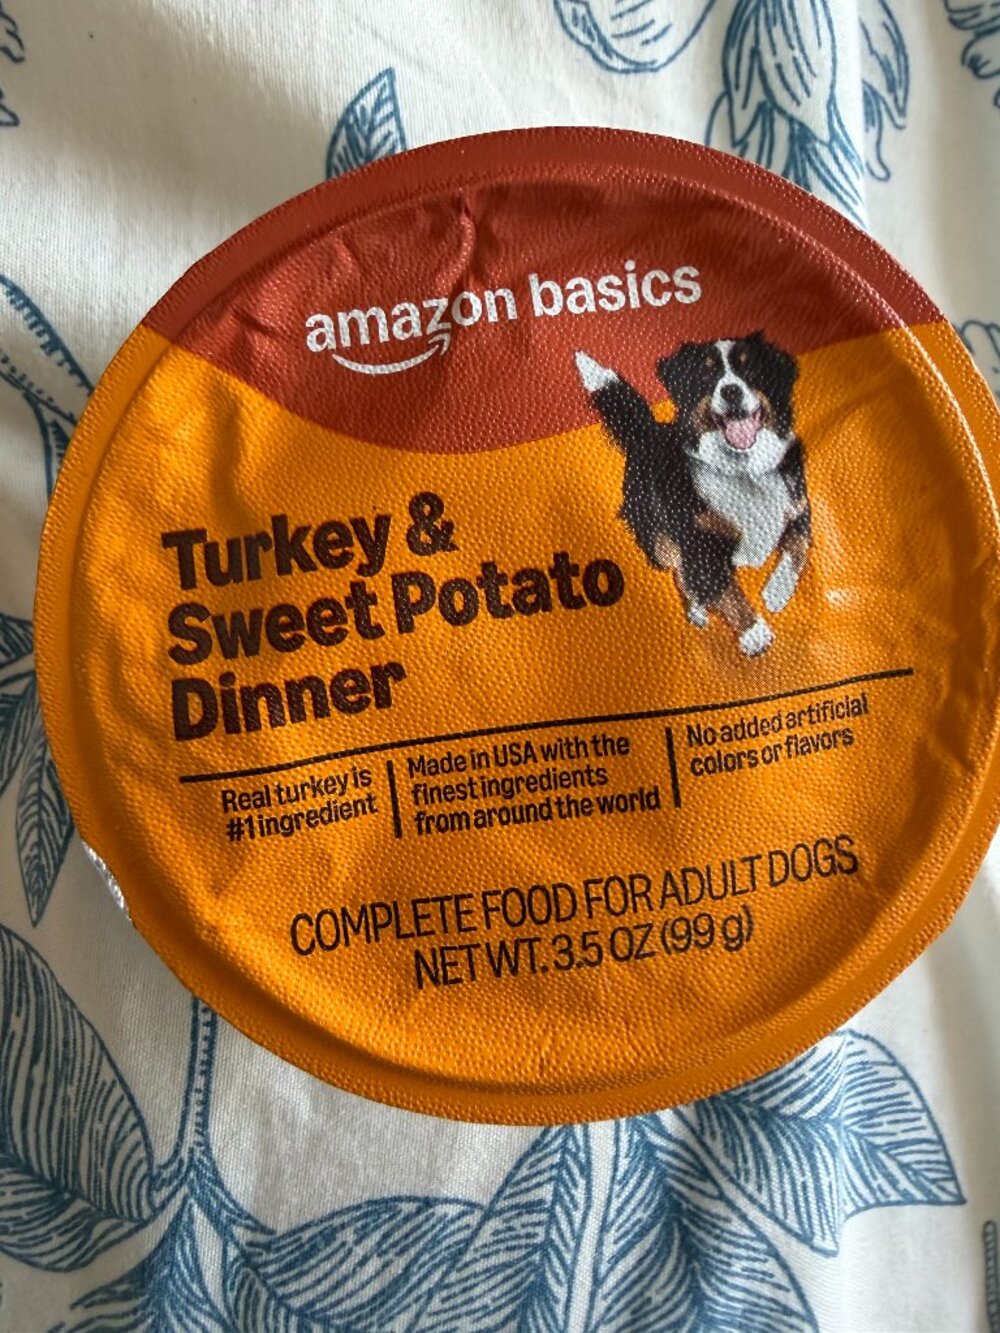 amazon basics
Turkey &
Sweet Potato
Dinner
Real turkey is
#1 ingredient
Made in USA with the
finest ingredients
from around the world
No added artificial
colors or flavors
COMPLETE FOOD FOR ADULT DOGS
NET WT. 3.5 OZ (99 g)